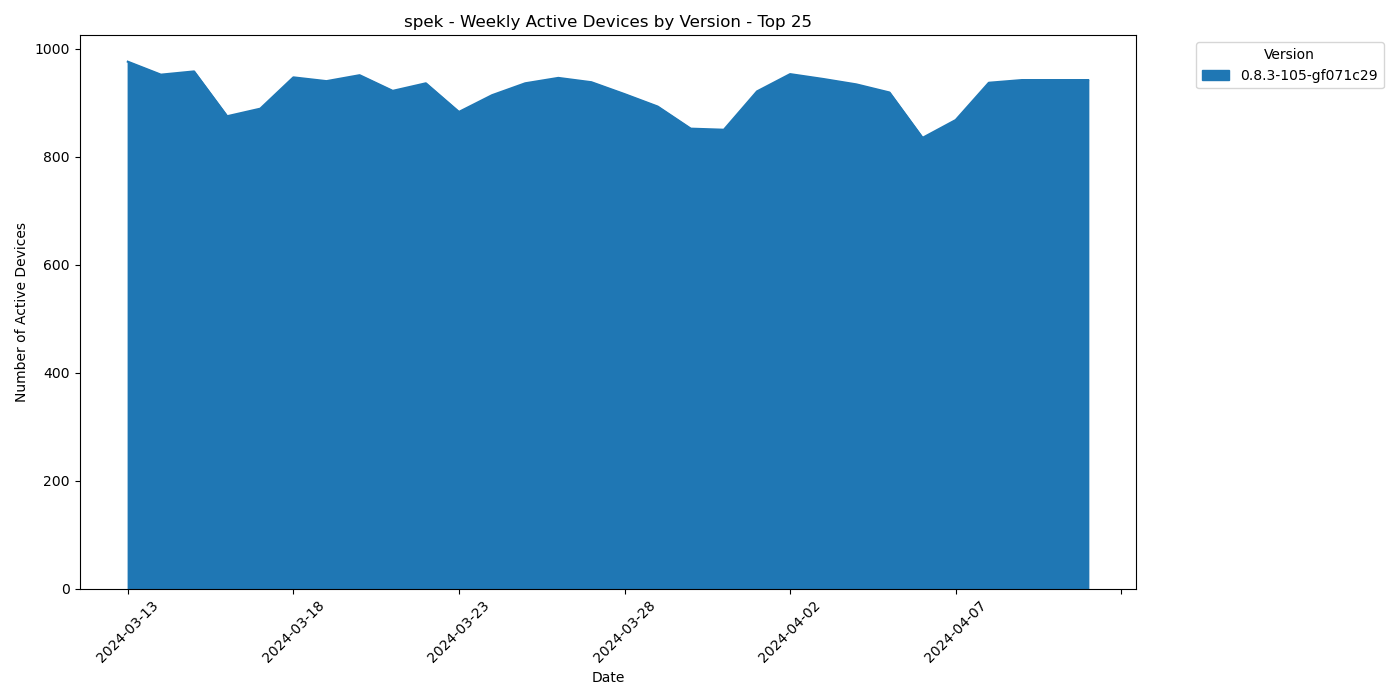 spek - Weekly Active Devices by Version - Top 25
Version
0.8.3-105-gf071c29
Number of Active Devices
1000
800
600
400
200
0
2024-03-13
2024-03-18
2024-03-23
2024-03-28
2024-04-02
2024-04-07
Date